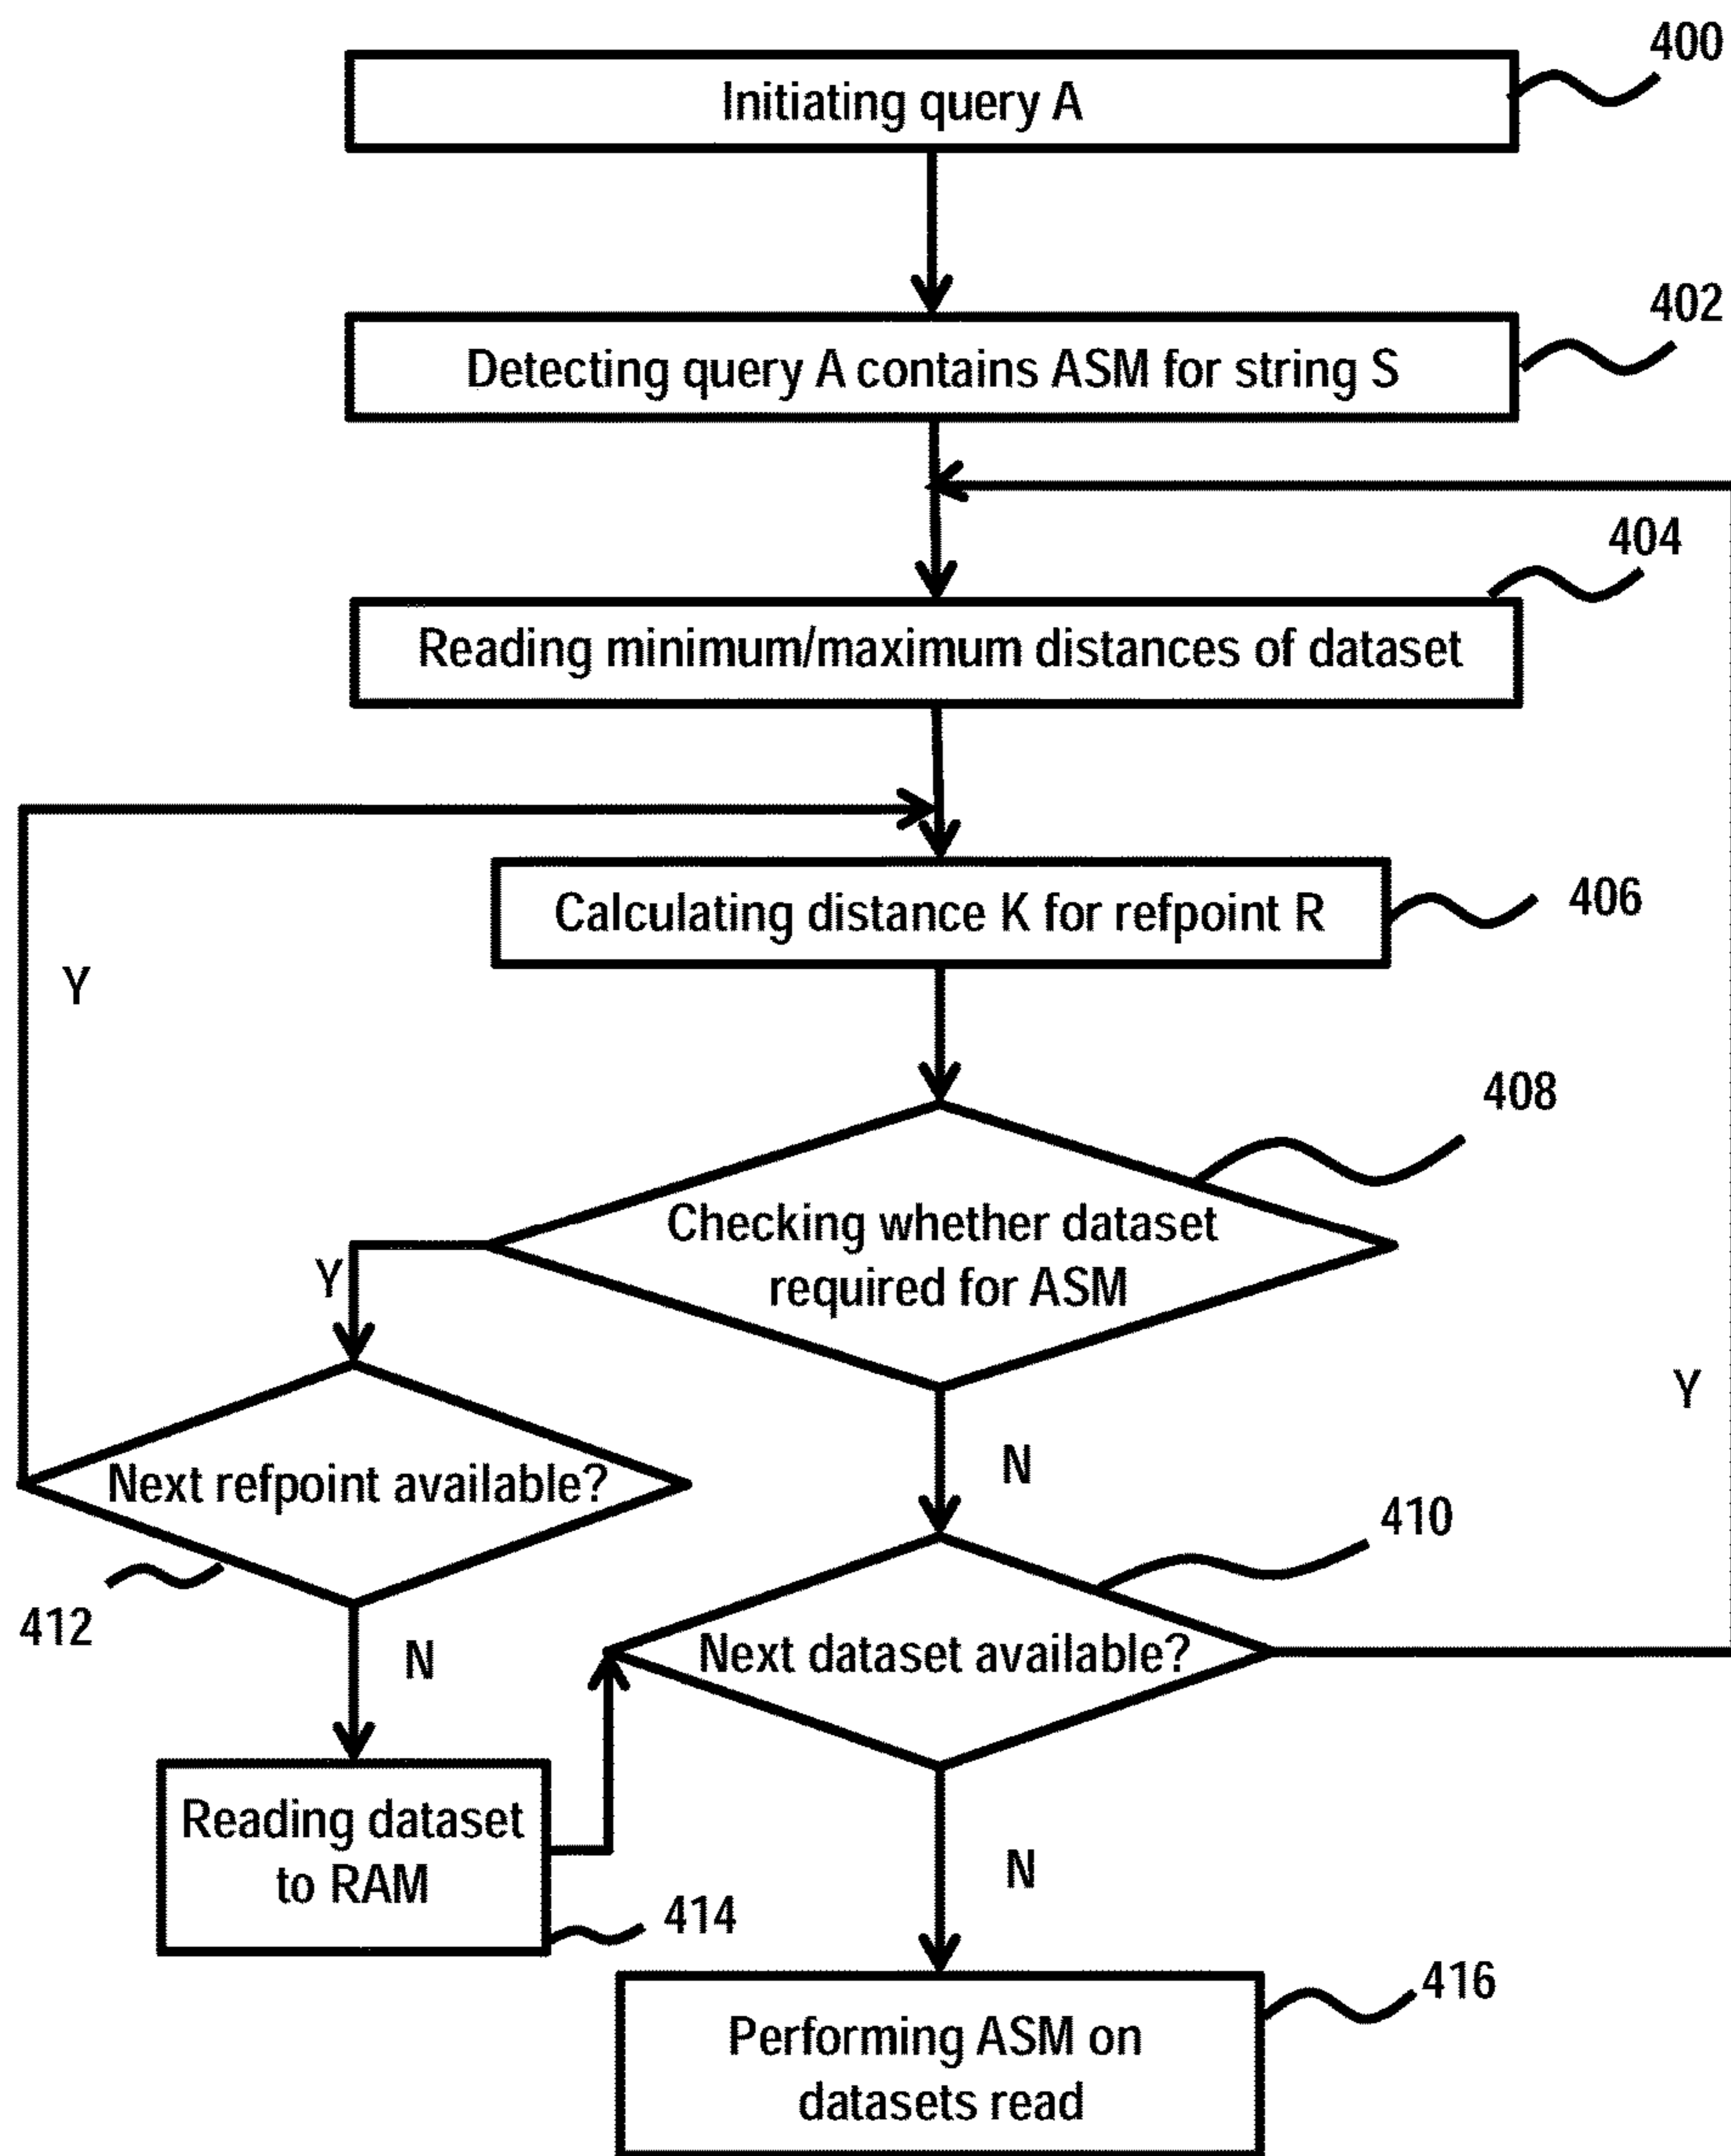 400
Initiating query A
402
Detecting query A contains ASM for string S
404
Reading minimum/maximum distances of dataset
Calculating distance K for refpoint R
406
Y
408
Checking whether dataset
required for ASM
Y
Y
N
Next refpoint available?
410
412
N
Next dataset available?
Reading dataset
to RAM
N
414
416
Performing ASM on
datasets read